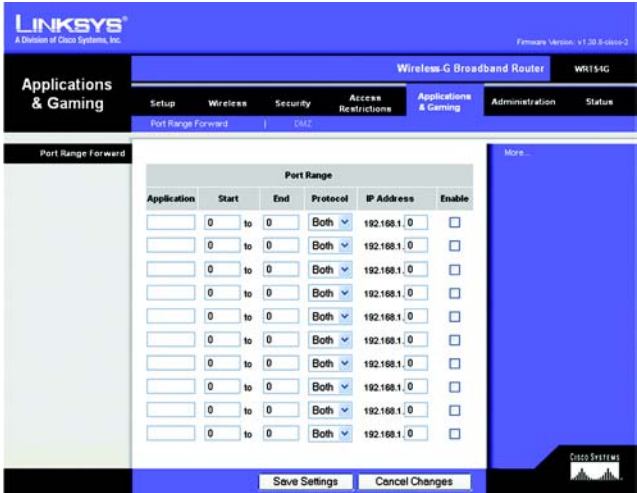 LINKSYS®
A Division of Cisco Systems, Inc.
Firmware Version: v1.30.8-cisco-2
Wireless-G Broadband Router WRT54G
Applications & Gaming
Setup Wireless Security Access Restrictions Applications & Gaming Administration Status
Port Range Forward | DMZ
Port Range Forward
More...
Port Range
Application Start End Protocol IP Address Enable
0 to 0 Both 192.168.1. 0
0 to 0 Both 192.168.1. 0
0 to 0 Both 192.168.1. 0
0 to 0 Both 192.168.1. 0
0 to 0 Both 192.168.1. 0
0 to 0 Both 192.168.1. 0
0 to 0 Both 192.168.1. 0
0 to 0 Both 192.168.1. 0
0 to 0 Both 192.168.1. 0
0 to 0 Both 192.168.1. 0
Save Settings Cancel Changes
CISCO SYSTEMS